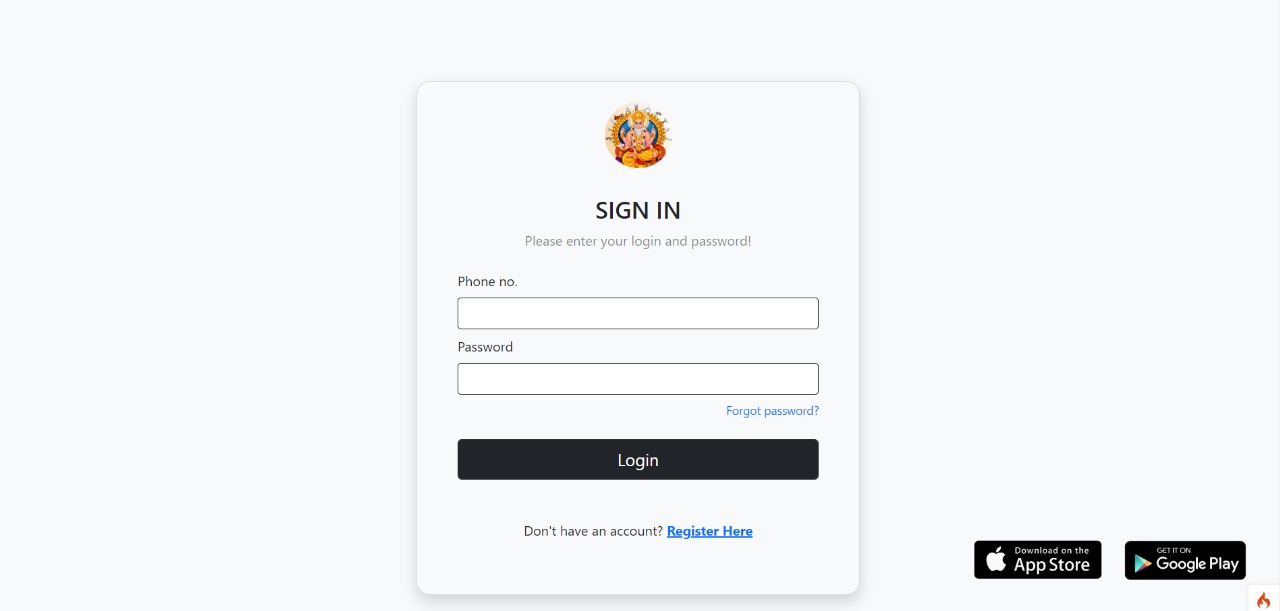 SIGN IN
Please enter your login and password!
Phone no.
Password
Forgot password?
Login
Don't have an account? Register Here
Download on the
App Store
GET IT ON
Google Play